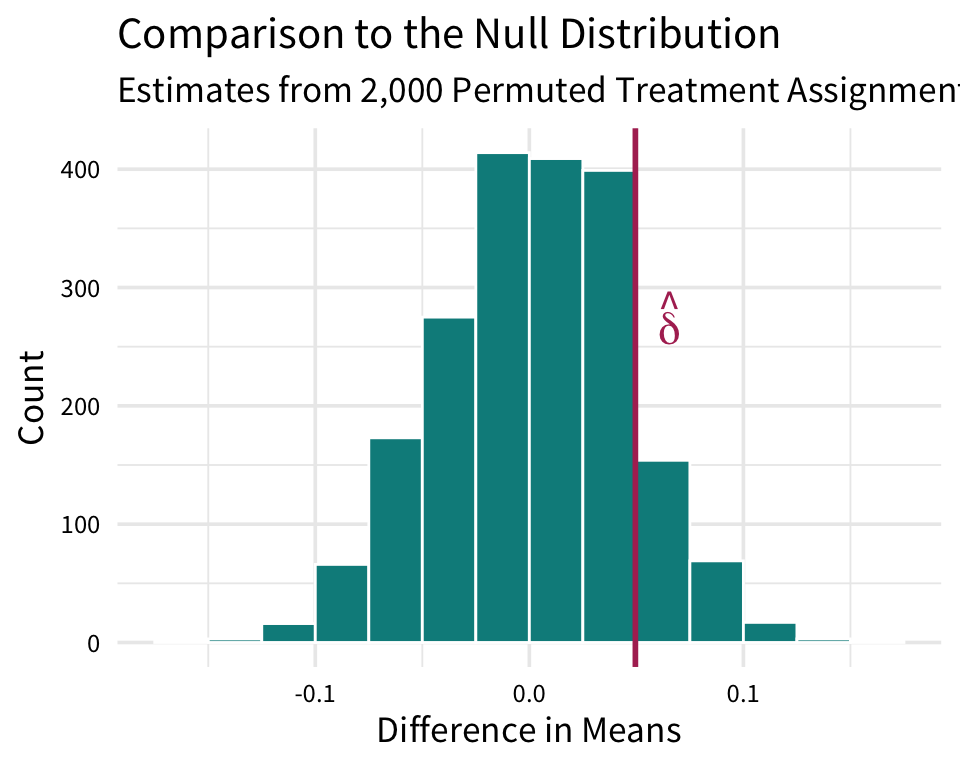 Comparison to the Null Distribution
Estimates from 2,000 Permuted Treatment Assignmen
400
300
δ̂
200
100
0
Count
-0.1 0.0 0.1
Difference in Means